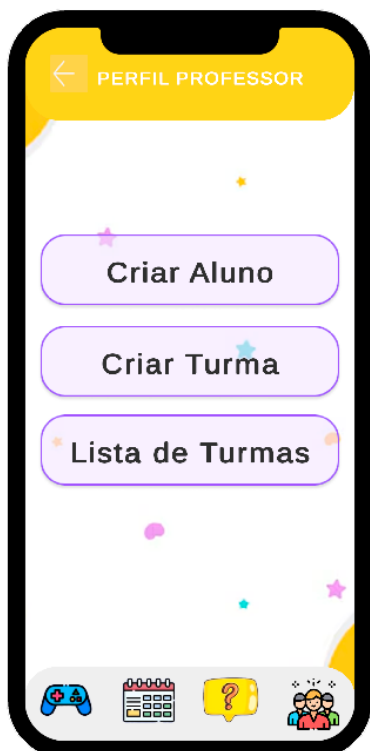 PERFIL PROFESSOR
Criar Aluno
Criar Turma
Lista de Turmas
?